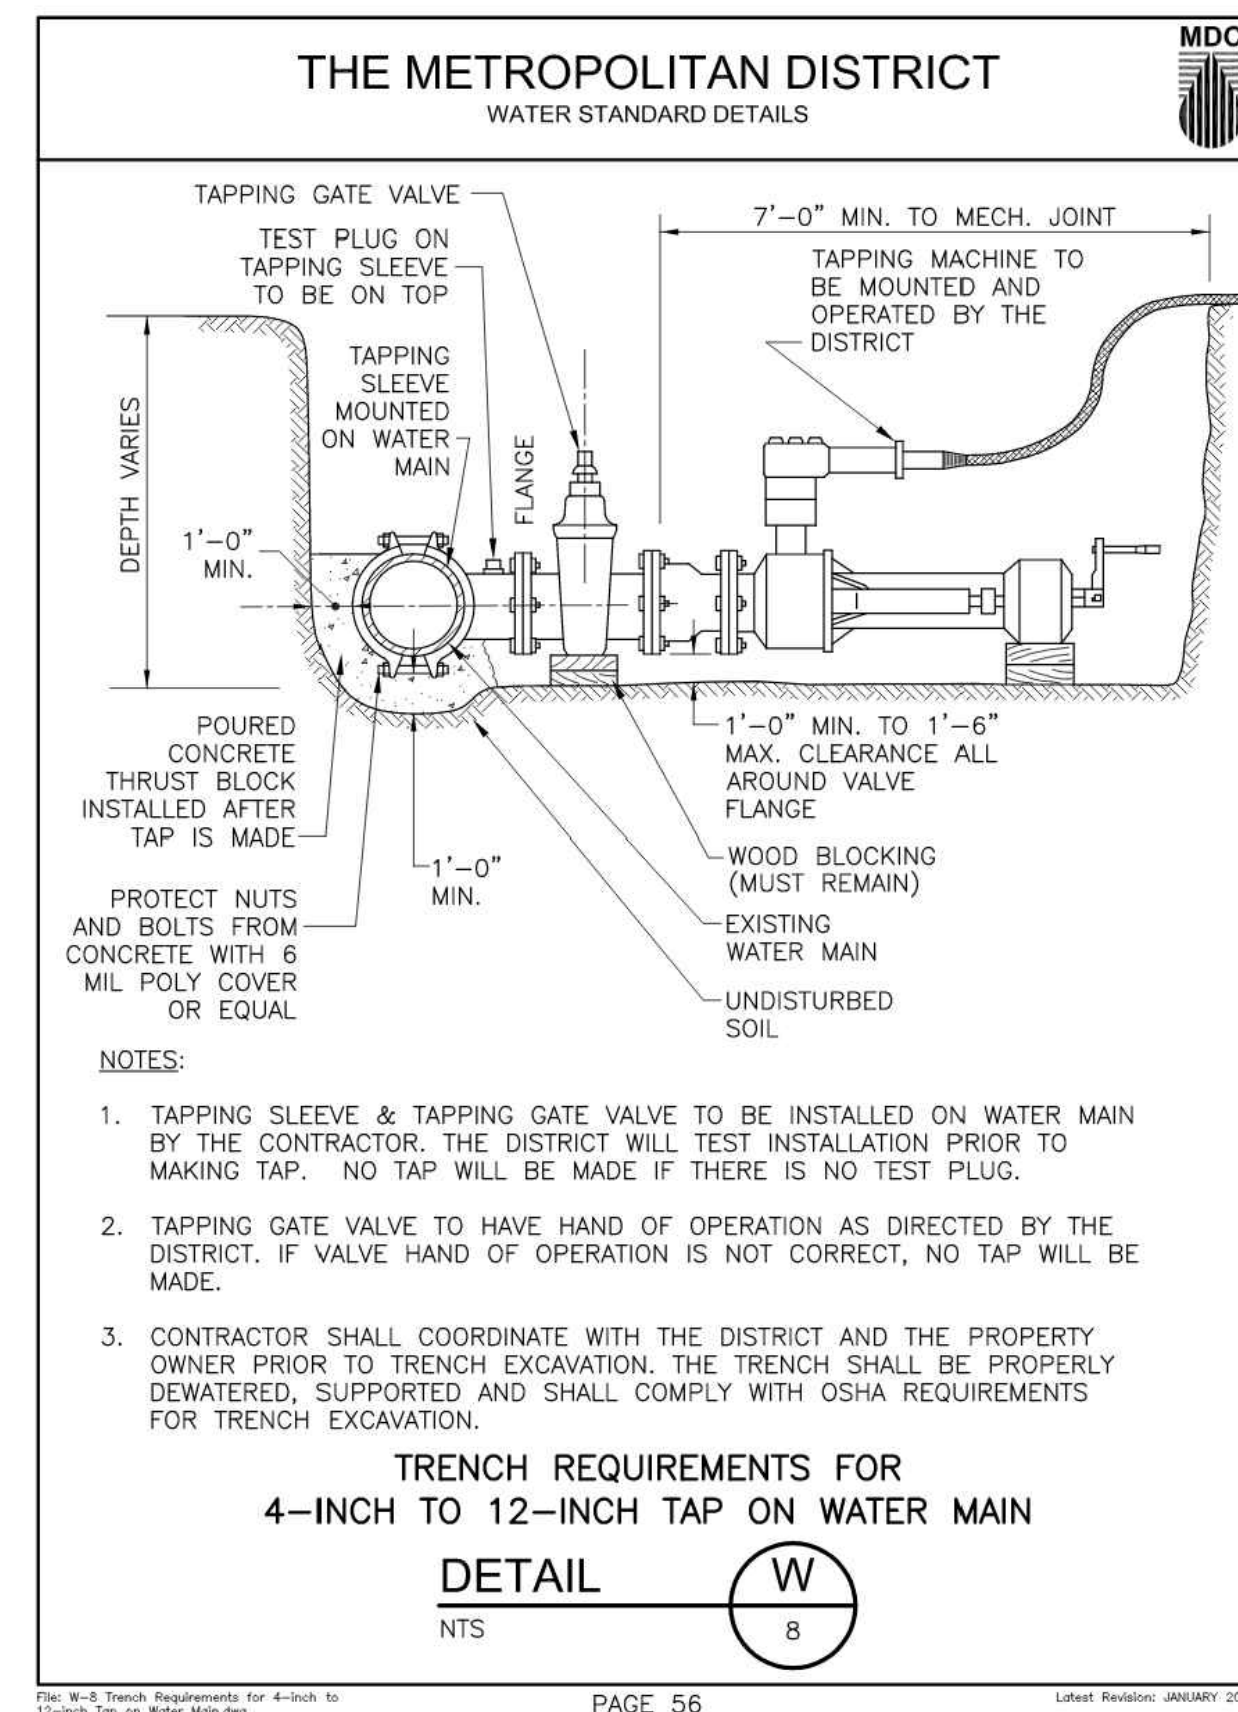 THE METROPOLITAN DISTRICT
WATER STANDARD DETAILS
TAPPING GATE VALVE
TEST PLUG ON
TAPPING SLEEVE
TO BE ON TOP
TAPPING
SLEEVE
MOUNTED
ON WATER
MAIN
FLANGE
7'-0" MIN. TO MECH. JOINT
TAPPING MACHINE TO
BE MOUNTED AND
OPERATED BY THE
DISTRICT
DEPTH VARIES
1'-0"
MIN.
POURED
CONCRETE
THRUST BLOCK
INSTALLED AFTER
TAP IS MADE
PROTECT NUTS
AND BOLTS FROM
CONCRETE WITH 6
MIL POLY COVER
OR EQUAL
1'-0"
MIN.
1'-0" MIN. TO 1'-6"
MAX. CLEARANCE ALL
AROUND VALVE
FLANGE
WOOD BLOCKING
(MUST REMAIN)
EXISTING
WATER MAIN
UNDISTURBED
SOIL
NOTES:
1. TAPPING SLEEVE & TAPPING GATE VALVE TO BE INSTALLED ON WATER MAIN
BY THE CONTRACTOR. THE DISTRICT WILL TEST INSTALLATION PRIOR TO
MAKING TAP. NO TAP WILL BE MADE IF THERE IS NO TEST PLUG.
2. TAPPING GATE VALVE TO HAVE HAND OF OPERATION AS DIRECTED BY THE
DISTRICT. IF VALVE HAND OF OPERATION IS NOT CORRECT, NO TAP WILL BE
MADE.
3. CONTRACTOR SHALL COORDINATE WITH THE DISTRICT AND THE PROPERTY
OWNER PRIOR TO TRENCH EXCAVATION. THE TRENCH SHALL BE PROPERLY
DEWATERED, SUPPORTED AND SHALL COMPLY WITH OSHA REQUIREMENTS
FOR TRENCH EXCAVATION.
TRENCH REQUIREMENTS FOR
4-INCH TO 12-INCH TAP ON WATER MAIN
DETAIL
NTS
W
8
File: W-8 Trench Requirements for 4-inch to
12-inch Tap on Water Main.dwg
PAGE 56
Latest Revision: JANUARY